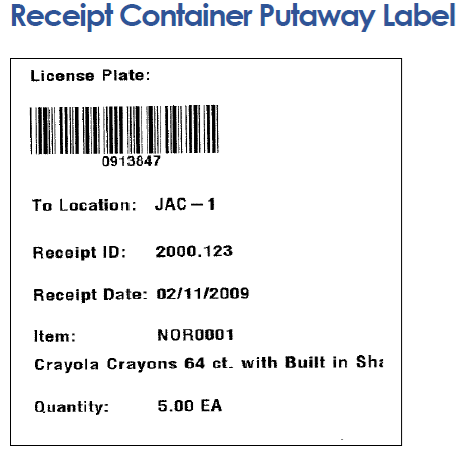 Receipt Container Putaway Label
License Plate:
0913847
To Location: JAC – 1
Receipt ID: 2000.123
Receipt Date: 02/11/2009
Item: NOR0001
Crayola Crayons 64 ct. with Built in Sha
Quantity: 5.00 EA